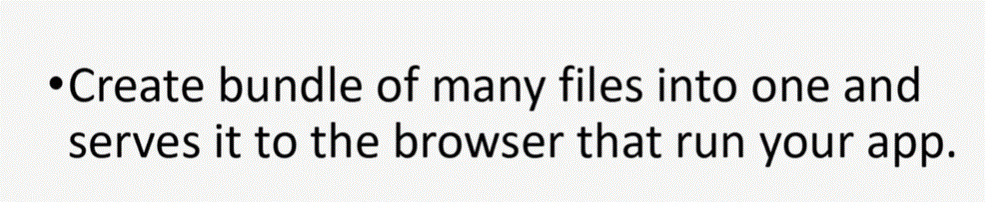 •Create bundle of many files into one and
serves it to the browser that run your app.